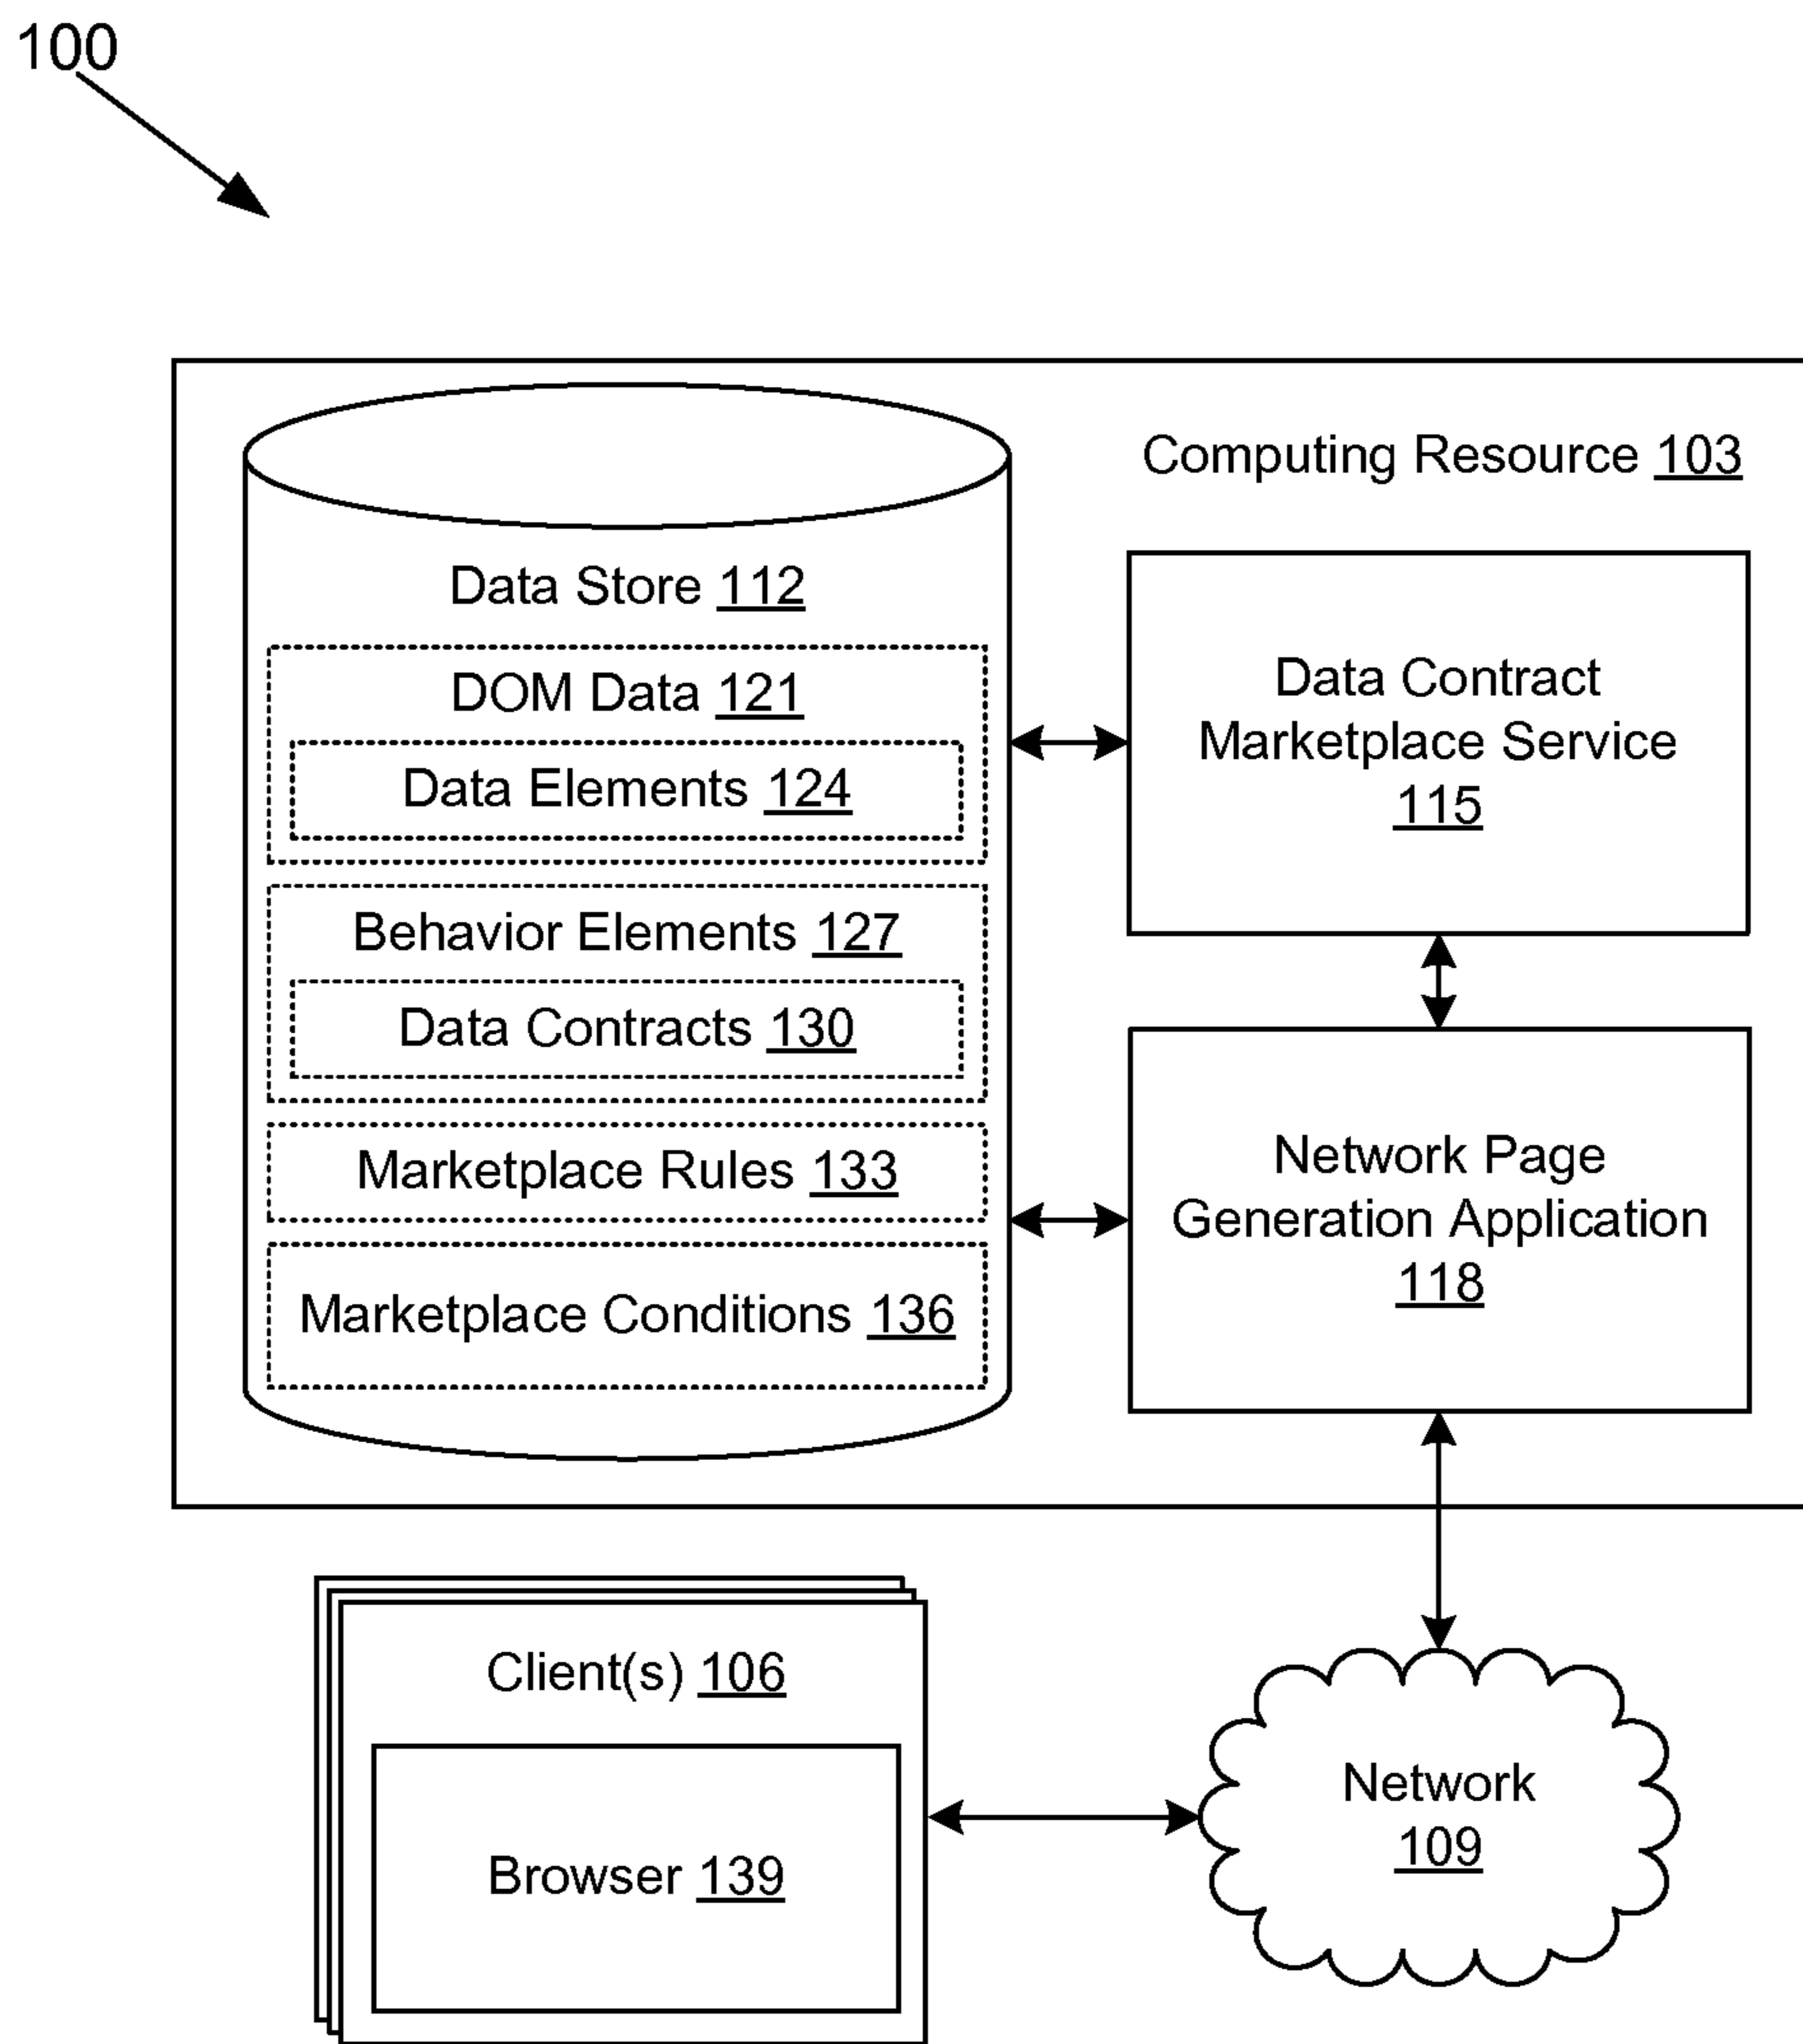 100
Computing Resource 103
Data Store 112
DOM Data 121
Data Elements 124
Behavior Elements 127
Data Contracts 130
Marketplace Rules 133
Marketplace Conditions 136
Data Contract
Marketplace Service
115
Network Page
Generation Application
118
Client(s) 106
Browser 139
Network
109